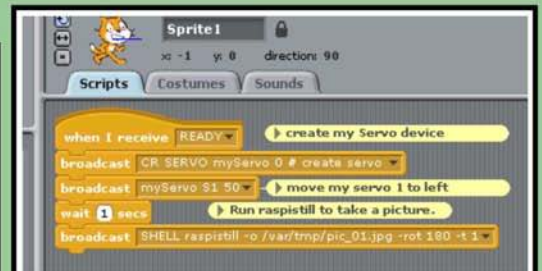 Sprite1
x: -1 y: 0 direction: 90
Scripts Costumes Sounds
when I receive READY create my Servo device
broadcast CR SERVO myServo 0 # create servo
broadcast myServo S1 50 move my servo 1 to left
wait 1 secs Run raspistill to take a picture.
broadcast SHELL raspistill -o /var/tmp/pic_01.jpg -rot 180 -t 1